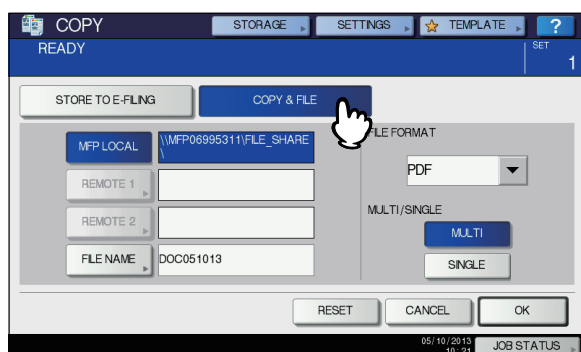 COPY
STORAGE
SETTINGS
TEMPLATE
?
READY
SET
1
STORE TO E-FILING
COPY & FILE
MFP LOCAL
\\MFP06995311\FILE_SHARE
\
FILE FORMAT
REMOTE 1
PDF
REMOTE 2
MULTI/SINGLE
MULTI
FILE NAME
DOC051013
SINGLE
RESET
CANCEL
OK
05/10/2013
10:21
JOB STATUS